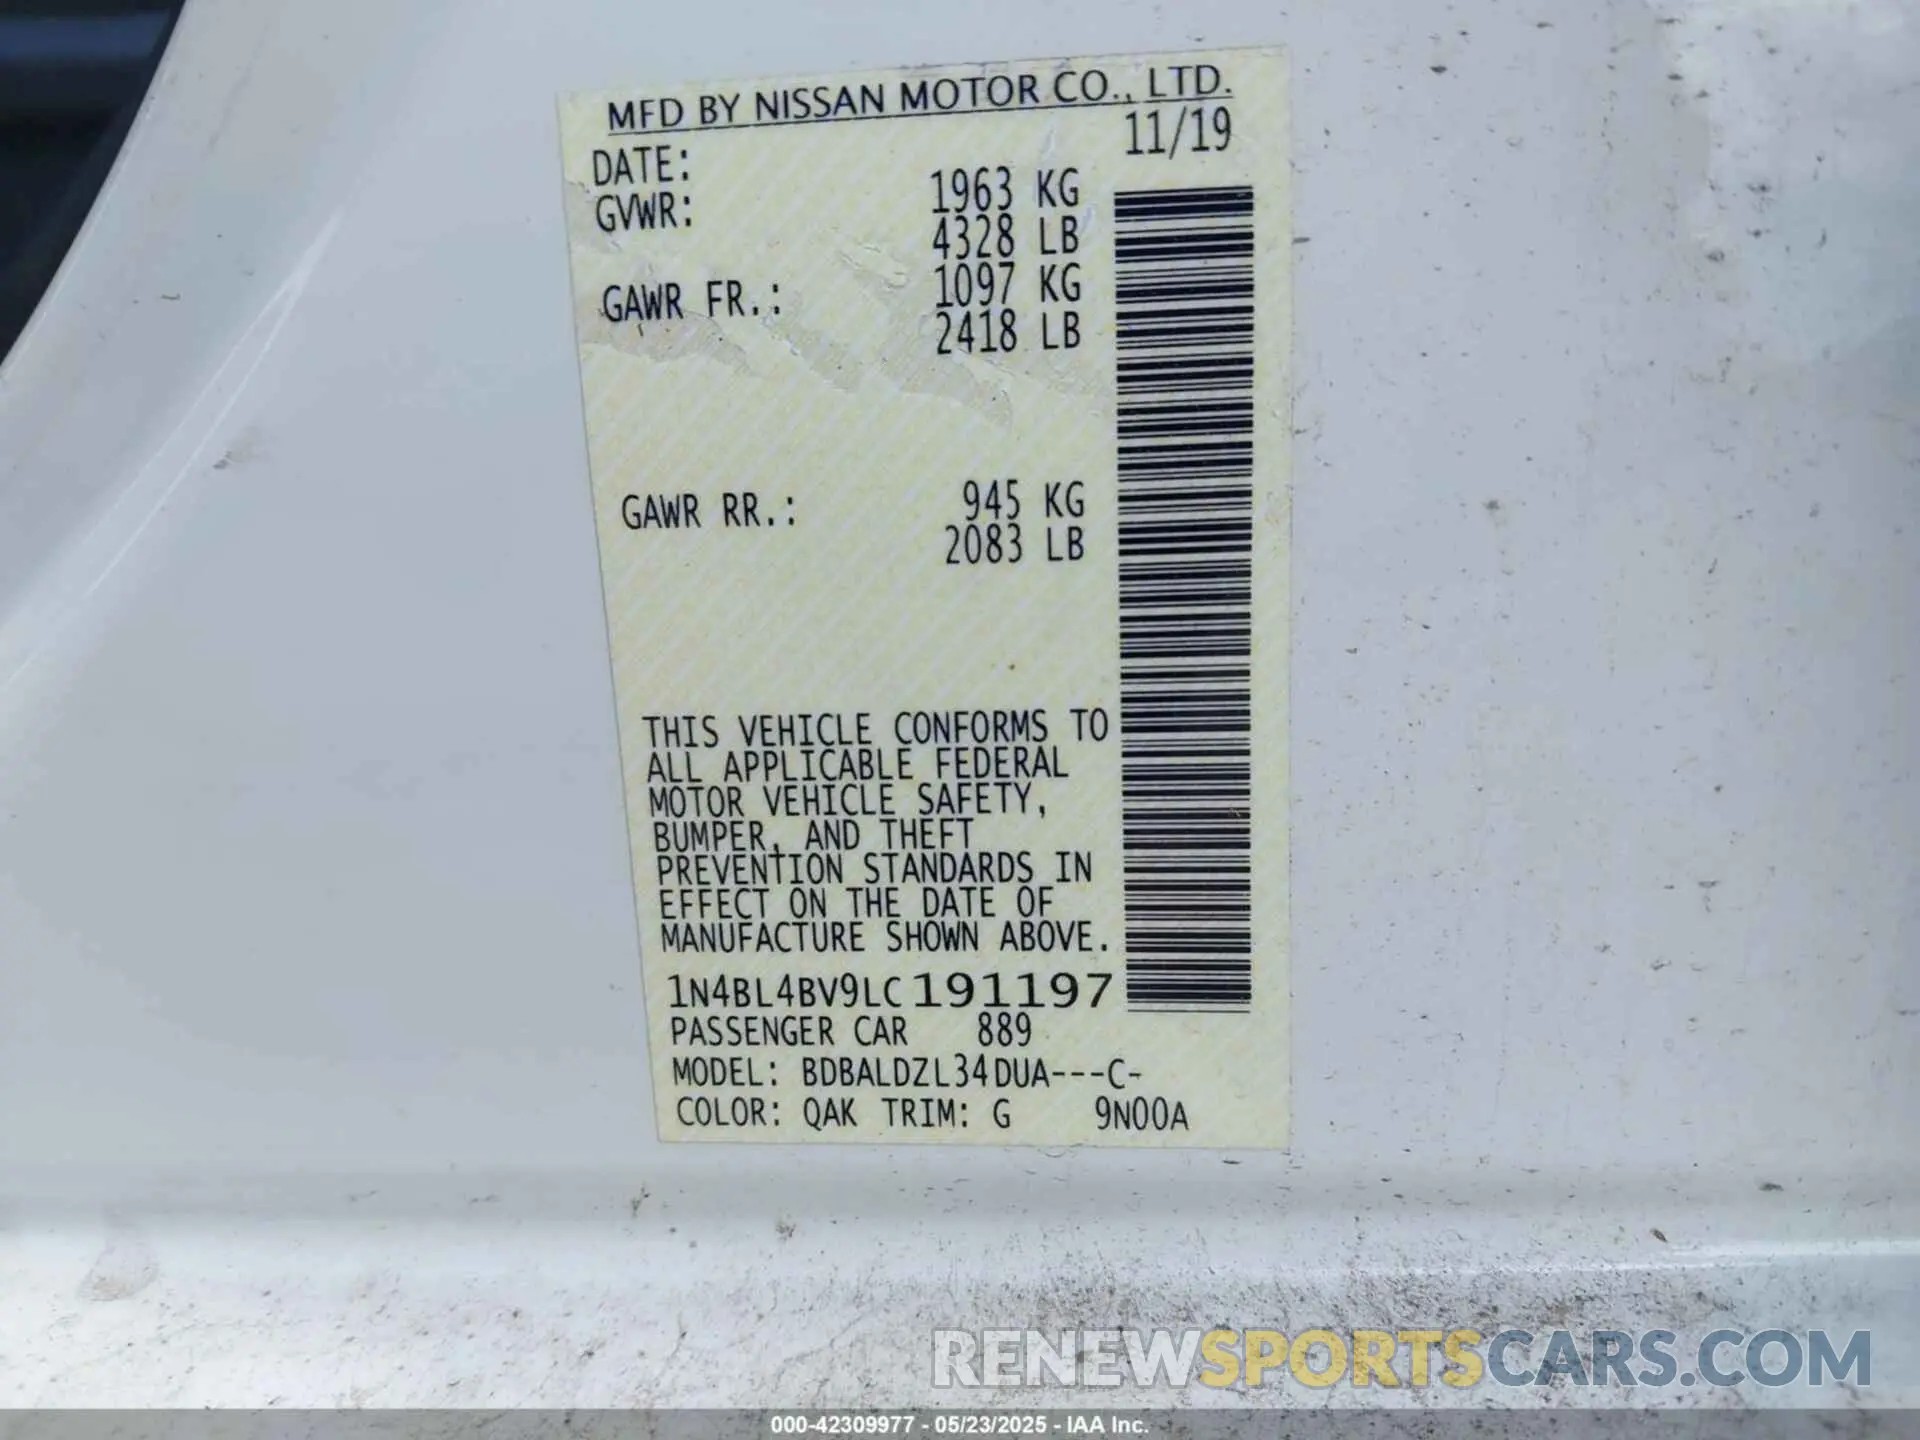 MFD BY NISSAN MOTOR CO., LTD.
DATE: 11/19
GVWR: 1963 KG
4328 LB
GAWR FR.: 1097 KG
2418 LB
GAWR RR.: 945 KG
2083 LB
THIS VEHICLE CONFORMS TO
ALL APPLICABLE FEDERAL
MOTOR VEHICLE SAFETY,
BUMPER, AND THEFT
PREVENTION STANDARDS IN
EFFECT ON THE DATE OF
MANUFACTURE SHOWN ABOVE.
1N4BL4BV9LC191197
PASSENGER CAR 889
MODEL: BDBALDZL34DUA---C-
COLOR: QAK TRIM: G 9N00A
RENEWSPORTSCARS.COM
000-42309977 - 05/23/2025 - IAA Inc.